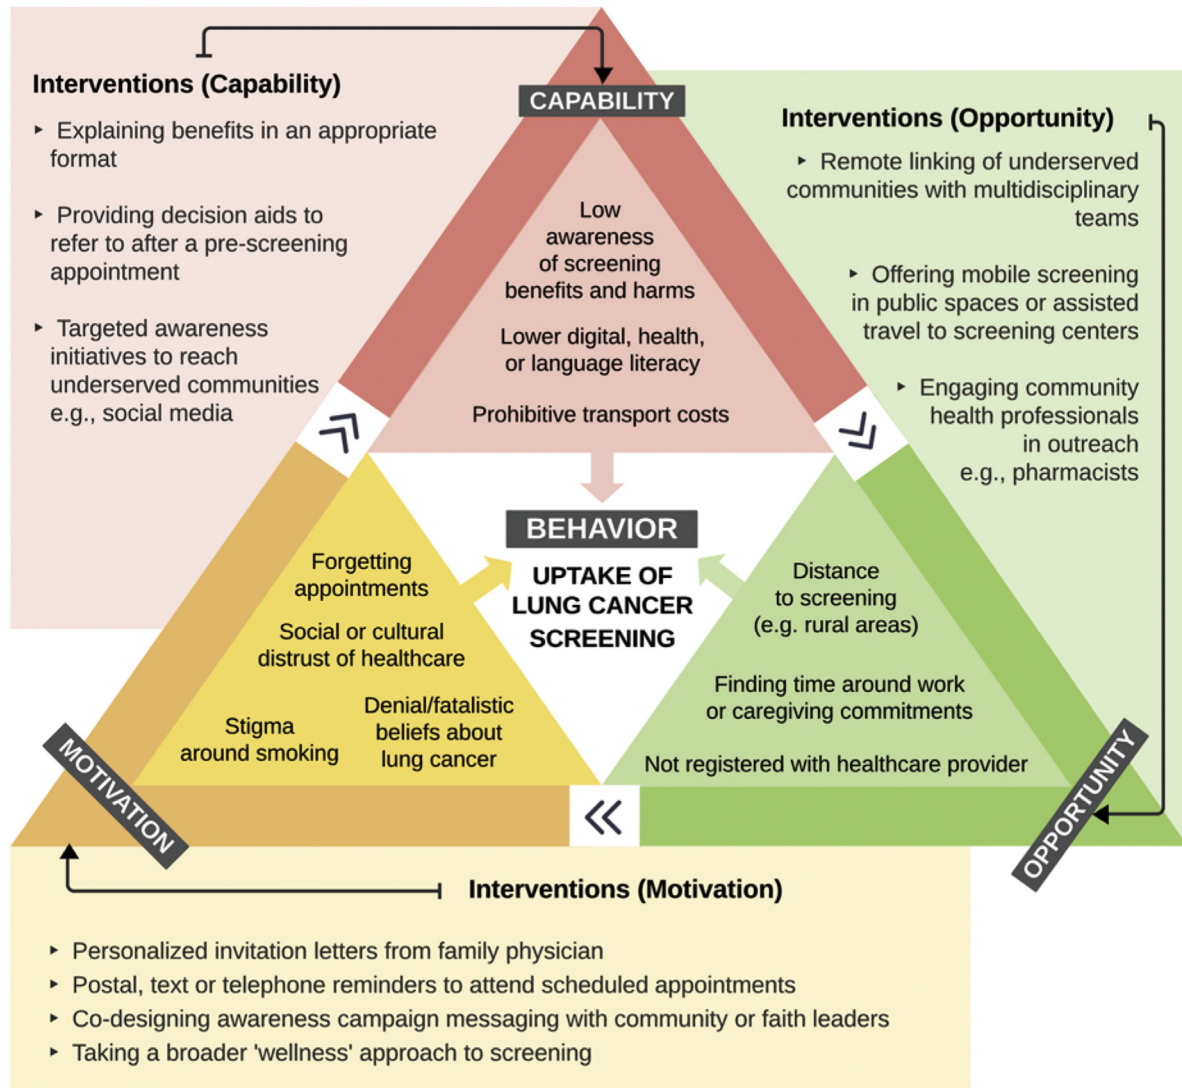 Interventions (Capability)
‣ Explaining benefits in an appropriate
format
‣ Providing decision aids to
refer to after a pre-screening
appointment
‣ Targeted awareness
initiatives to reach
underserved communities
e.g., social media
CAPABILITY
Low
awareness
of screening
benefits and harms
Lower digital, health,
or language literacy
Prohibitive transport costs
Interventions (Opportunity)
‣ Remote linking of underserved
communities with multidisciplinary
teams
‣ Offering mobile screening
in public spaces or assisted
travel to screening centers
‣ Engaging community
health professionals
in outreach
e.g., pharmacists
BEHAVIOR
UPTAKE OF
LUNG CANCER
SCREENING
Forgetting
appointments
Social or cultural
distrust of healthcare
Stigma
around smoking
Denial/fatalistic
beliefs about
lung cancer
Distance
to screening
(e.g. rural areas)
Finding time around work
or caregiving commitments
Not registered with healthcare provider
MOTIVATION
OPPORTUNITY
Interventions (Motivation)
‣ Personalized invitation letters from family physician
‣ Postal, text or telephone reminders to attend scheduled appointments
‣ Co-designing awareness campaign messaging with community or faith leaders
‣ Taking a broader 'wellness' approach to screening